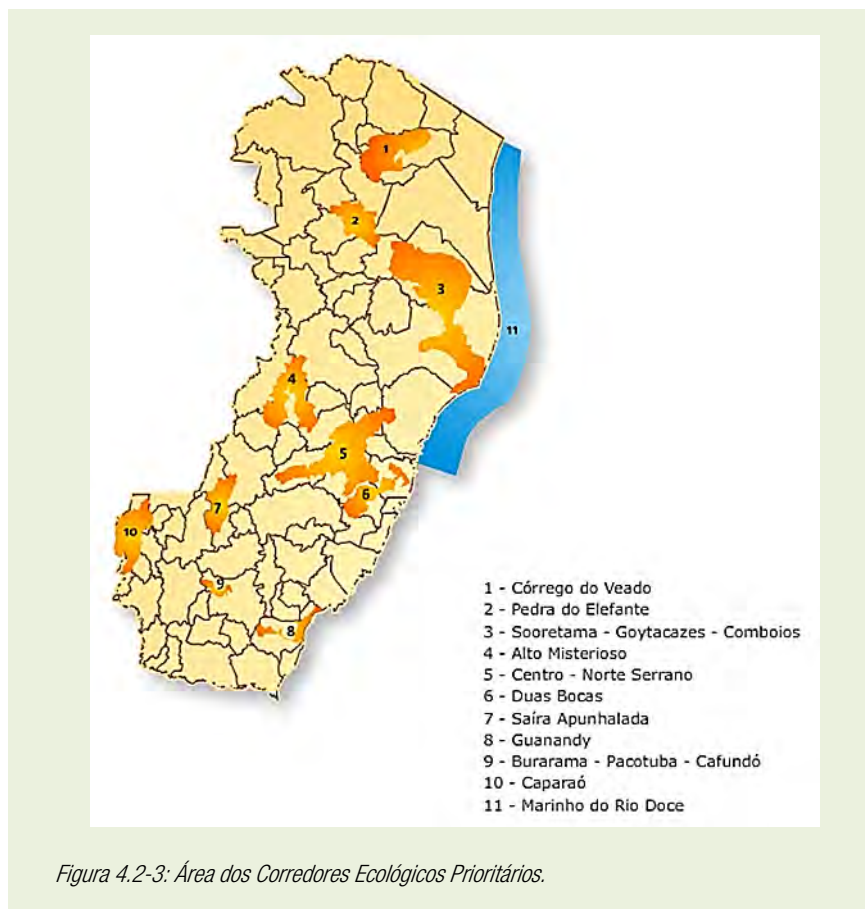 1
2
3
11
4
5
6
7
10
9
8
1 - Córrego do Veado
2 - Pedra do Elefante
3 - Sooretama - Goytacazes - Comboios
4 - Alto Misterioso
5 - Centro - Norte Serrano
6 - Duas Bocas
7 - Saíra Apunhalada
8 - Guanandy
9 - Burarama - Pacotuba - Cafundó
10 - Caparaó
11 - Marinho do Rio Doce
Figura 4.2-3: Área dos Corredores Ecológicos Prioritários.